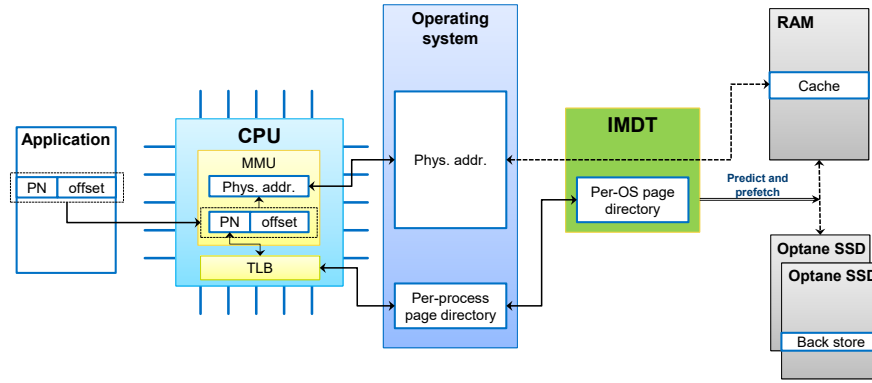 Operating
system
RAM
Cache
Application
CPU
IMDT
MMU
Phys. addr.
Phys. addr.
PN offset
Per-OS page
directory
Predict and
prefetch
PN offset
TLB
Per-process
page directory
Optane SSD
Optane SSD
Back store